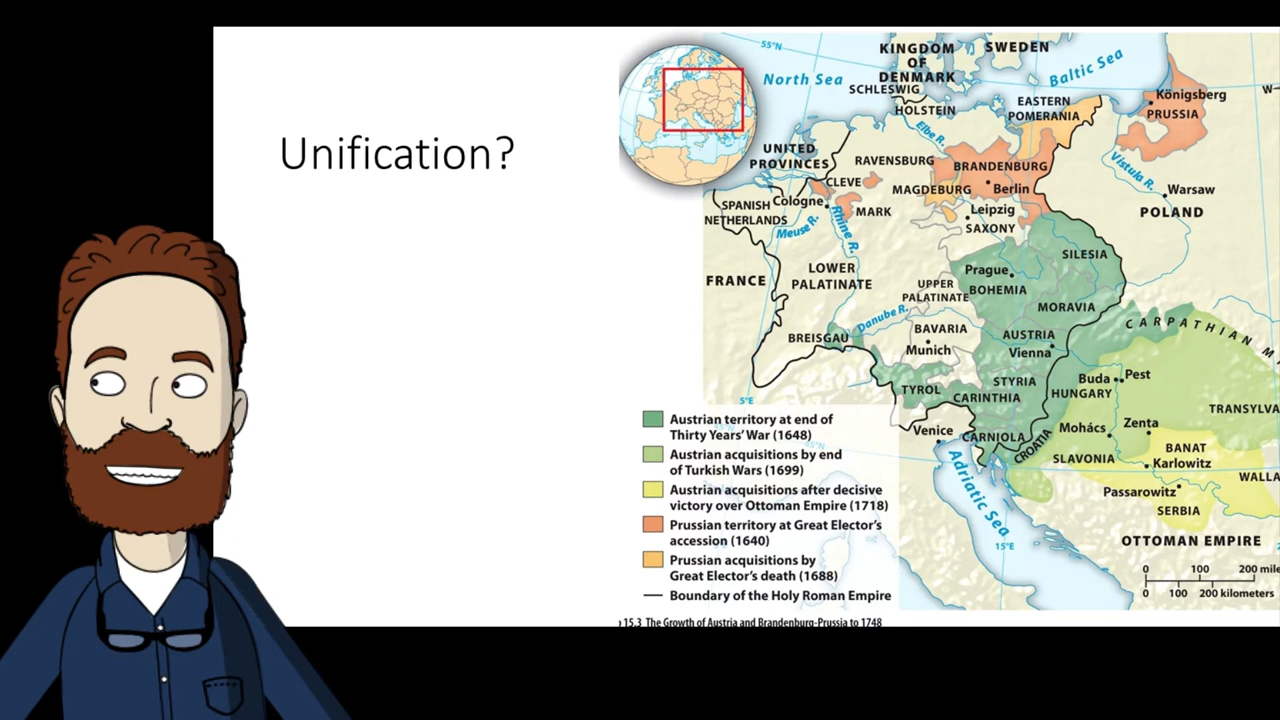 Unification?
55°N
KINGDOM
OF
DENMARK
SWEDEN
North Sea
Baltic Sea
SCHLESWIG
HOLSTEIN
EASTERN
POMERANIA
Königsberg
PRUSSIA
Elbe R.
UNITED
PROVINCES
RAVENSBURG
BRANDENBURG
Vistula R.
CLEVE
MAGDEBURG
Berlin
Warsaw
SPANISH
NETHERLANDS
Cologne
MARK
Leipzig
POLAND
Meuse R.
Rhine R.
SAXONY
SILESIA
FRANCE
LOWER
PALATINATE
Prague
BOHEMIA
UPPER
PALATINATE
MORAVIA
Danube R.
BREISGAU
BAVARIA
Munich
AUSTRIA
Vienna
CARPATHIAN M
5°E
TYROL
STYRIA
CARINTHIA
Buda
Pest
HUNGARY
TRANSYLVA
Venice
CARNIOLA
CROATIA
Mohács
Zenta
SLAVONIA
BANAT
Karlowitz
WALLA
Adriatic Sea
Passarowitz
SERBIA
15°E
OTTOMAN EMPIRE
Austrian territory at end of
Thirty Years' War (1648)
Austrian acquisitions by end
of Turkish Wars (1699)
Austrian acquisitions after decisive
victory over Ottoman Empire (1718)
Prussian territory at Great Elector's
accession (1640)
Prussian acquisitions by
Great Elector's death (1688)
Boundary of the Holy Roman Empire
0 100 200 mile
0 100 200 kilometers
15.3 The Growth of Austria and Brandenburg-Prussia to 1748